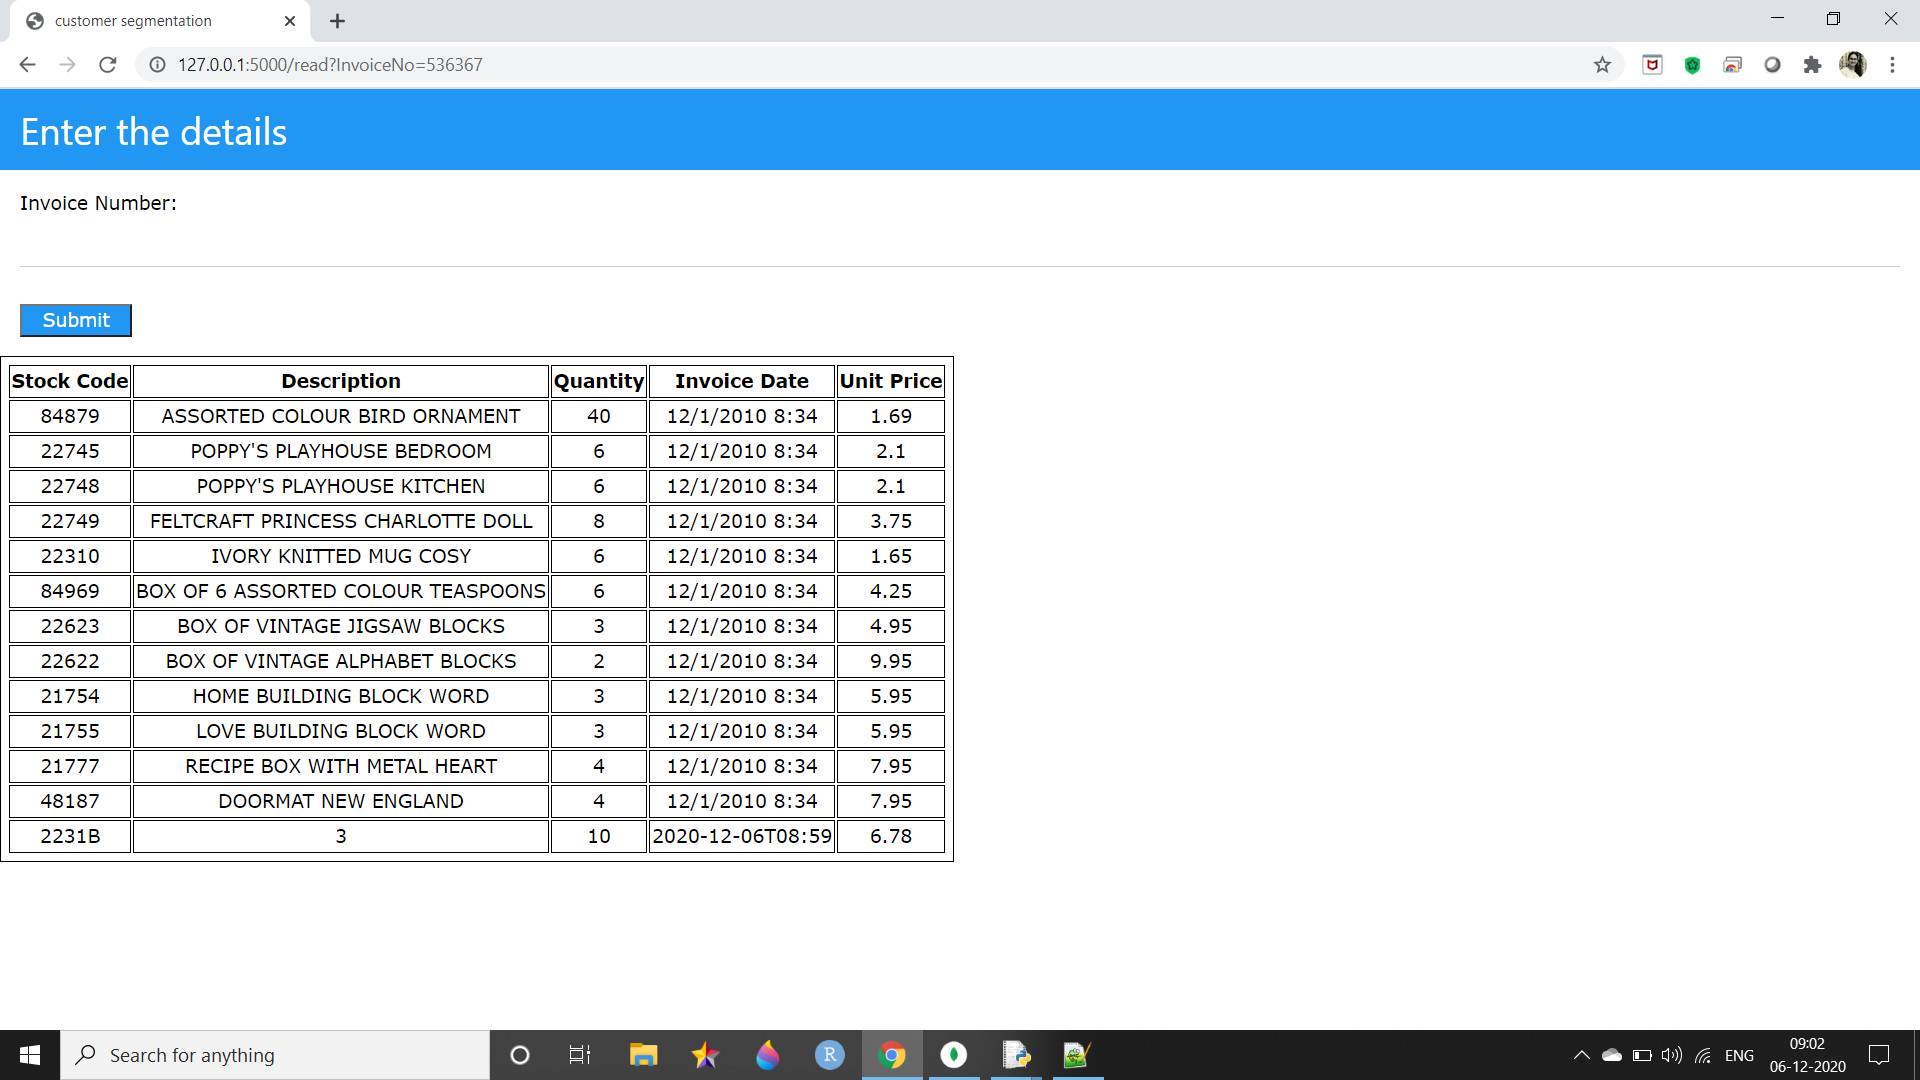 customer segmentation
127.0.0.1:5000/read?InvoiceNo=536367
Enter the details
Invoice Number:
Submit
Stock Code Description Quantity Invoice Date Unit Price
84879 ASSORTED COLOUR BIRD ORNAMENT 40 12/1/2010 8:34 1.69
22745 POPPY'S PLAYHOUSE BEDROOM 6 12/1/2010 8:34 2.1
22748 POPPY'S PLAYHOUSE KITCHEN 6 12/1/2010 8:34 2.1
22749 FELTCRAFT PRINCESS CHARLOTTE DOLL 8 12/1/2010 8:34 3.75
22310 IVORY KNITTED MUG COSY 6 12/1/2010 8:34 1.65
84969 BOX OF 6 ASSORTED COLOUR TEASPOONS 6 12/1/2010 8:34 4.25
22623 BOX OF VINTAGE JIGSAW BLOCKS 3 12/1/2010 8:34 4.95
22622 BOX OF VINTAGE ALPHABET BLOCKS 2 12/1/2010 8:34 9.95
21754 HOME BUILDING BLOCK WORD 3 12/1/2010 8:34 5.95
21755 LOVE BUILDING BLOCK WORD 3 12/1/2010 8:34 5.95
21777 RECIPE BOX WITH METAL HEART 4 12/1/2010 8:34 7.95
48187 DOORMAT NEW ENGLAND 4 12/1/2010 8:34 7.95
2231B 3 10 2020-12-06T08:59 6.78
Search for anything
R
ENG
09:02
06-12-2020